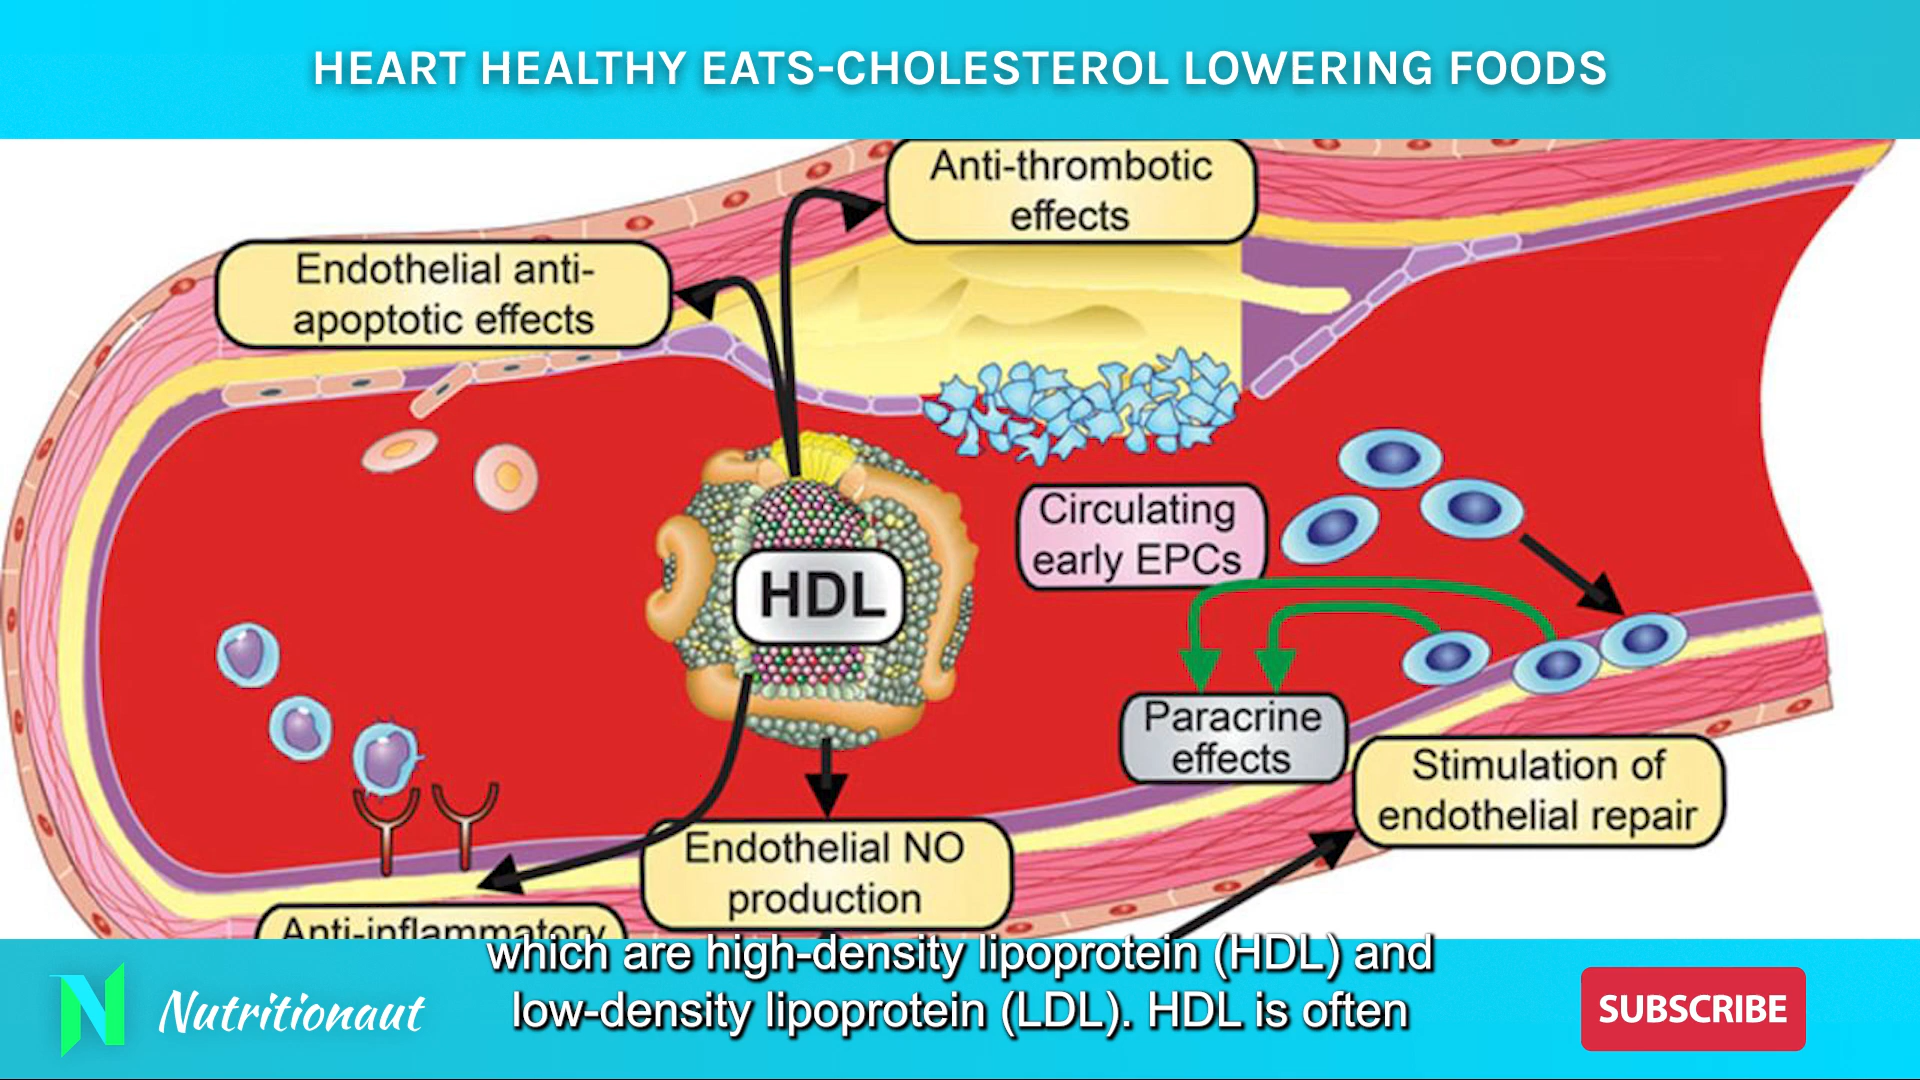 HEART HEALTHY EATS-CHOLESTEROL LOWERING FOODS
Anti-thrombotic
effects
Endothelial anti-
apoptotic effects
Circulating
early EPCs
HDL
Paracrine
effects
Stimulation of
endothelial repair
Endothelial NO
production
Anti-inflammatory
which are high-density lipoprotein (HDL) and
low-density lipoprotein (LDL). HDL is often
Nutritionaut
SUBSCRIBE